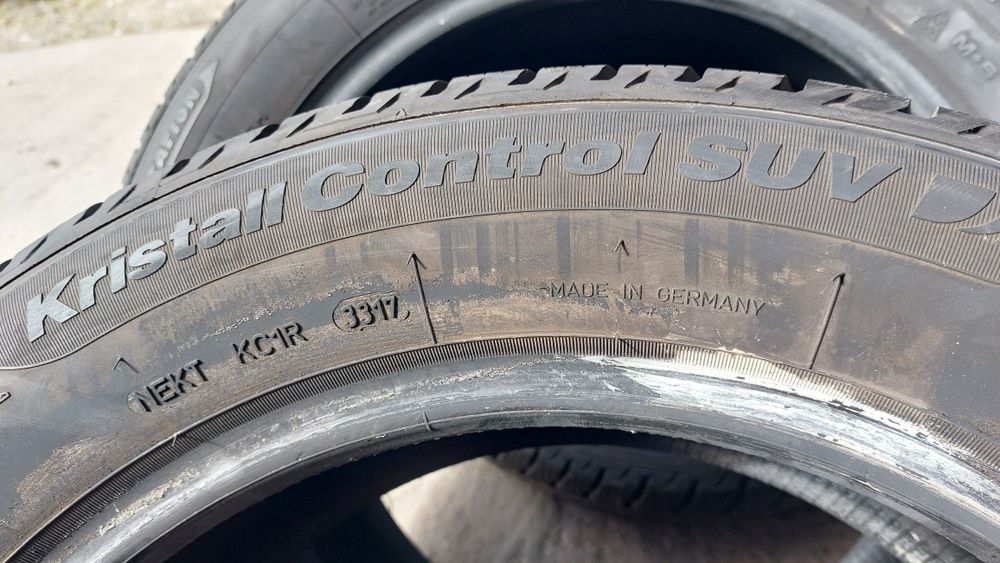 M+S
Kristall Control SUV
MADE IN GERMANY
NEKT KC1R 3317